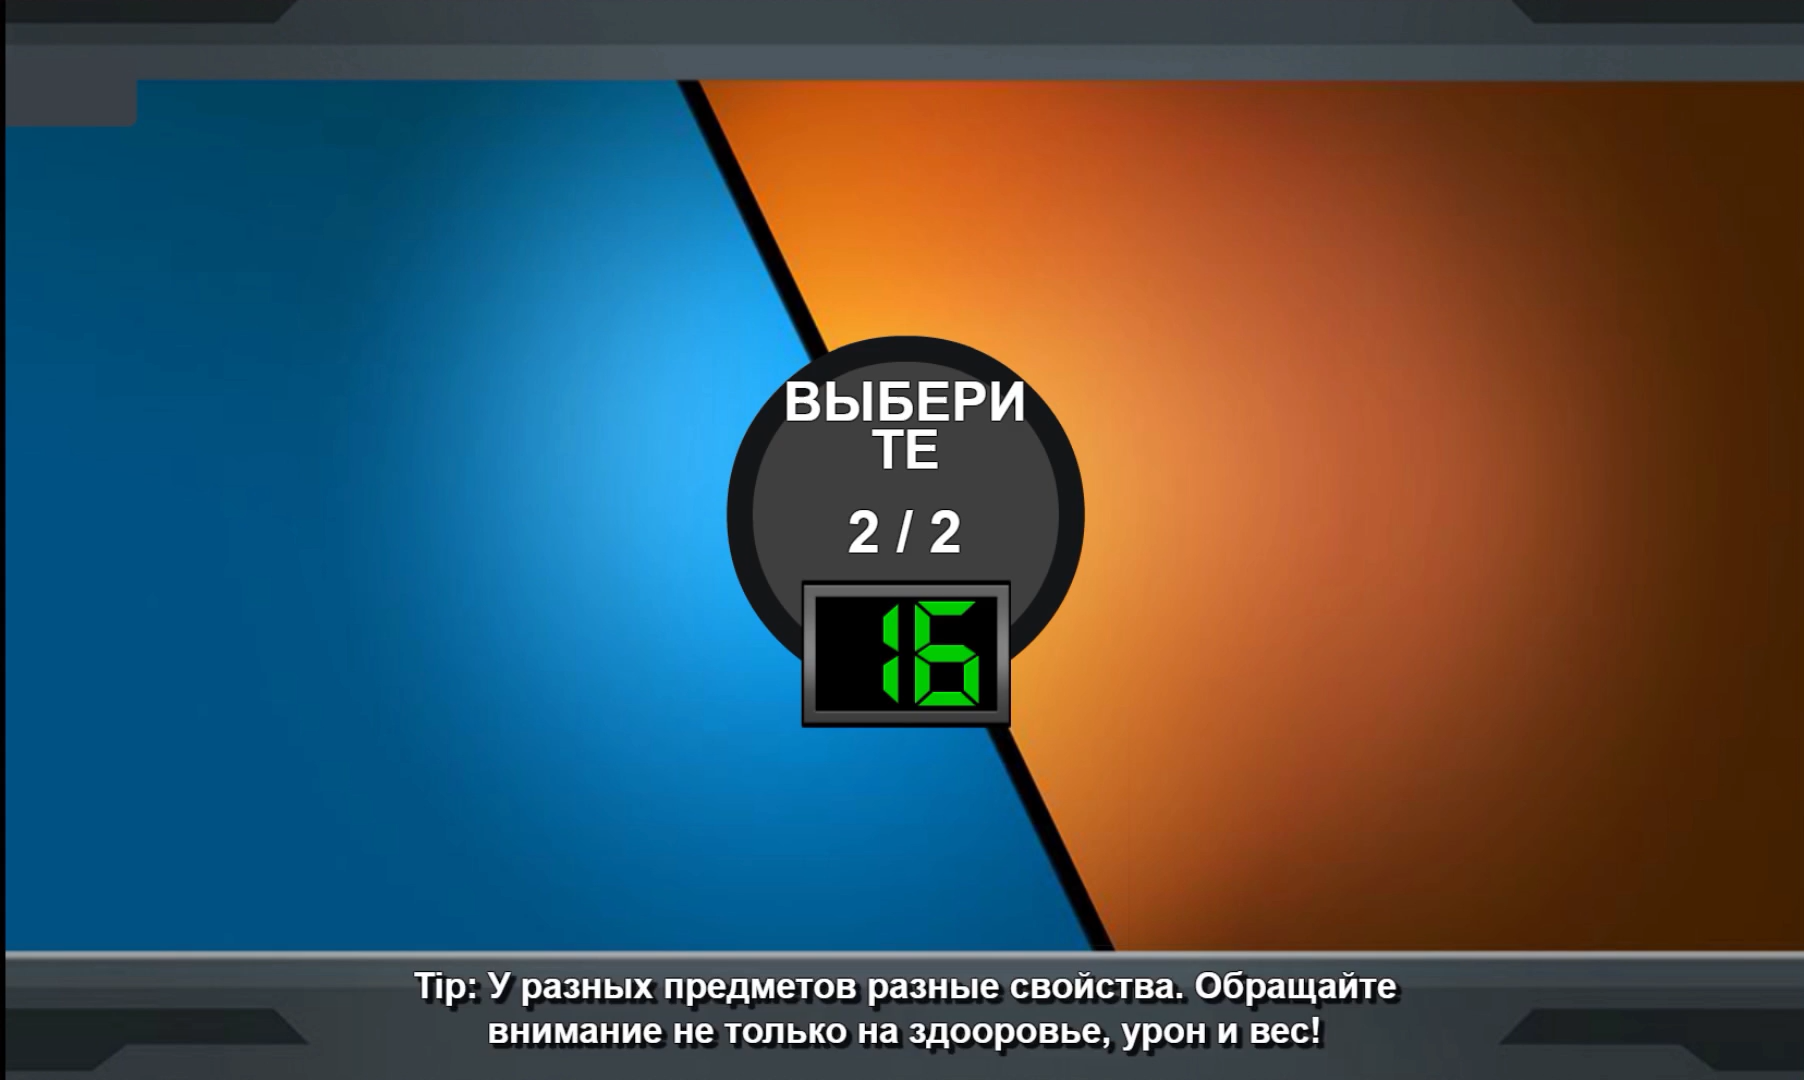 ВЫБЕРИ
ТЕ
2 / 2
16
Tip: У разных предметов разные свойства. Обращайте
внимание не только на здооровье, урон и вес!